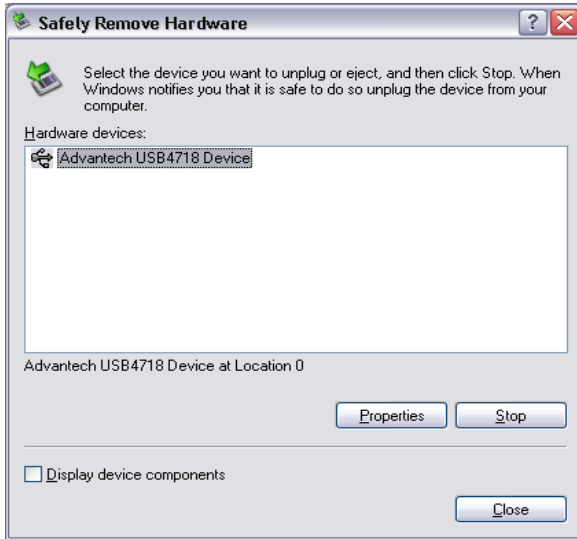 Safely Remove Hardware
Select the device you want to unplug or eject, and then click Stop. When
Windows notifies you that it is safe to do so unplug the device from your
computer.
Hardware devices:
Advantech USB4718 Device
Advantech USB4718 Device at Location 0
Properties Stop
Display device components
Close